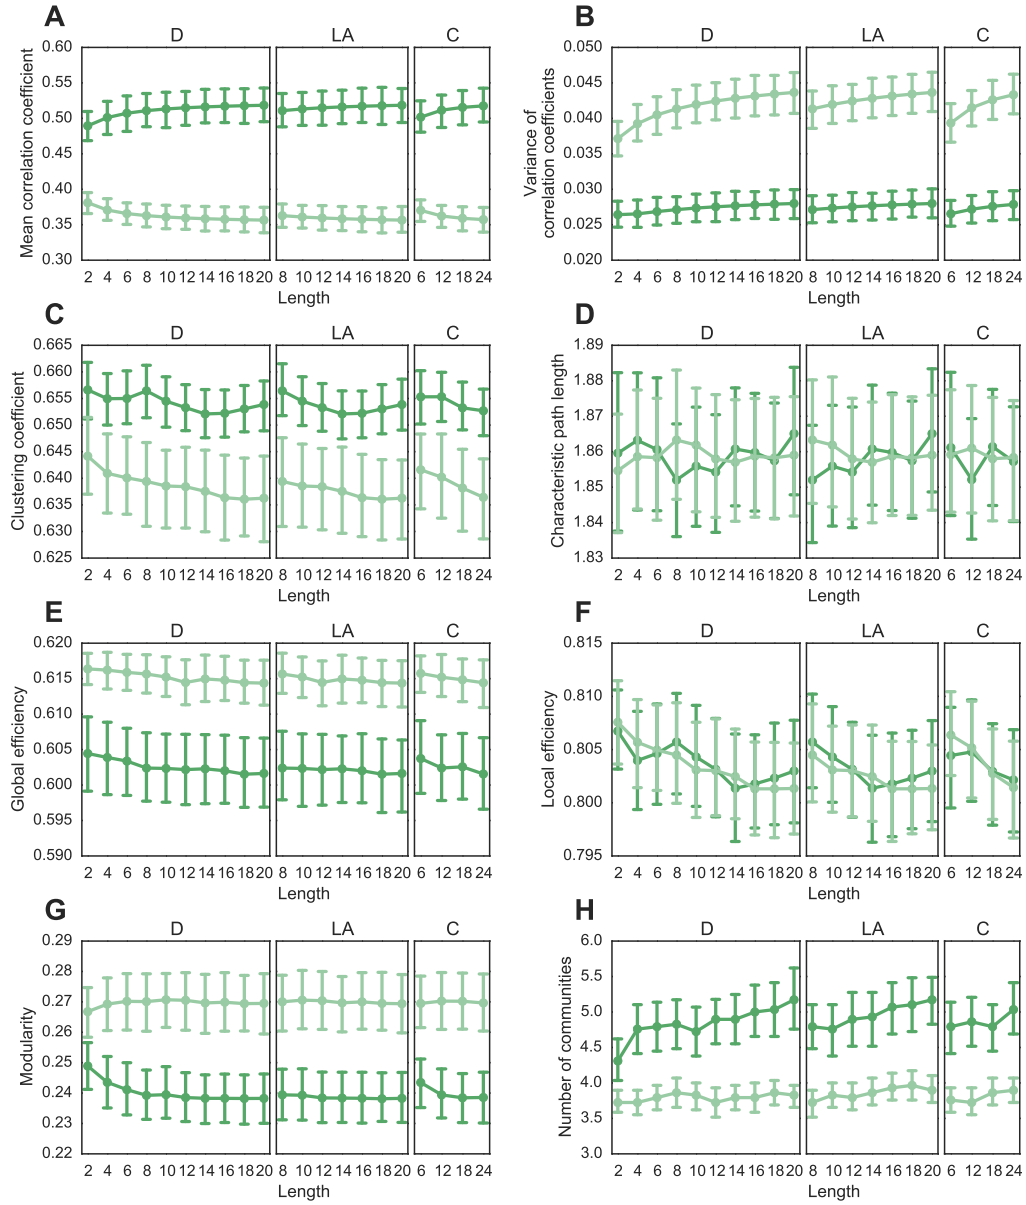 A
D LA C
Mean correlation coefficient
0.60
0.55
0.50
0.45
0.40
0.35
0.30
2 4 6 8 10 12 14 16 18 20 8 10 12 14 16 18 20 6 12 18 24
Length
B
D LA C
Variance of
correlation coefficients
0.050
0.045
0.040
0.035
0.030
0.025
0.020
2 4 6 8 10 12 14 16 18 20 8 10 12 14 16 18 20 6 12 18 24
Length
C
D LA C
Clustering coefficient
0.665
0.660
0.655
0.650
0.645
0.640
0.635
0.630
0.625
2 4 6 8 10 12 14 16 18 20 8 10 12 14 16 18 20 6 12 18 24
Length
D
D LA C
Characteristic path length
1.89
1.88
1.87
1.86
1.85
1.84
1.83
2 4 6 8 10 12 14 16 18 20 8 10 12 14 16 18 20 6 12 18 24
Length
E
D LA C
Global efficiency
0.620
0.615
0.610
0.605
0.600
0.595
0.590
2 4 6 8 10 12 14 16 18 20 8 10 12 14 16 18 20 6 12 18 24
Length
F
D LA C
Local efficiency
0.815
0.810
0.805
0.800
0.795
2 4 6 8 10 12 14 16 18 20 8 10 12 14 16 18 20 6 12 18 24
Length
G
D LA C
Modularity
0.29
0.28
0.27
0.26
0.25
0.24
0.23
0.22
2 4 6 8 10 12 14 16 18 20 8 10 12 14 16 18 20 6 12 18 24
Length
H
D LA C
Number of communities
6.0
5.5
5.0
4.5
4.0
3.5
3.0
2 4 6 8 10 12 14 16 18 20 8 10 12 14 16 18 20 6 12 18 24
Length